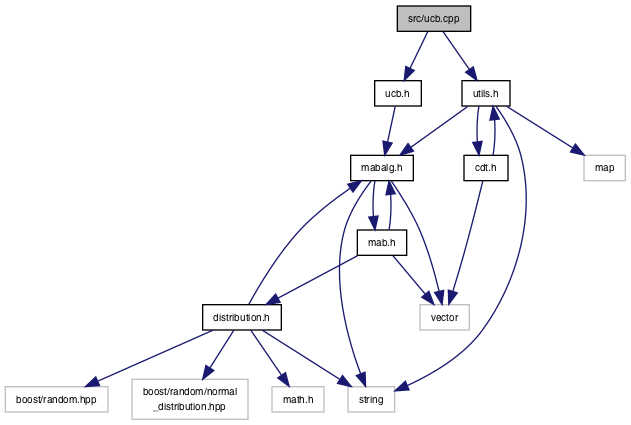 src/ucb.cpp
ucb.h
utils.h
mabalg.h
cdt.h
map
mab.h
distribution.h
vector
boost/random.hpp
boost/random/normal
_distribution.hpp
math.h
string